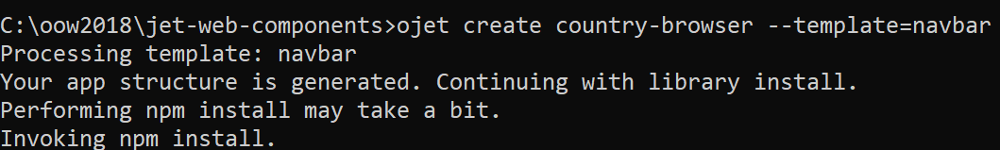 C:\oow2018\jet-web-components>ojet create country-browser --template=navbar
Processing template: navbar
Your app structure is generated. Continuing with library install.
Performing npm install may take a bit.
Invoking npm install.